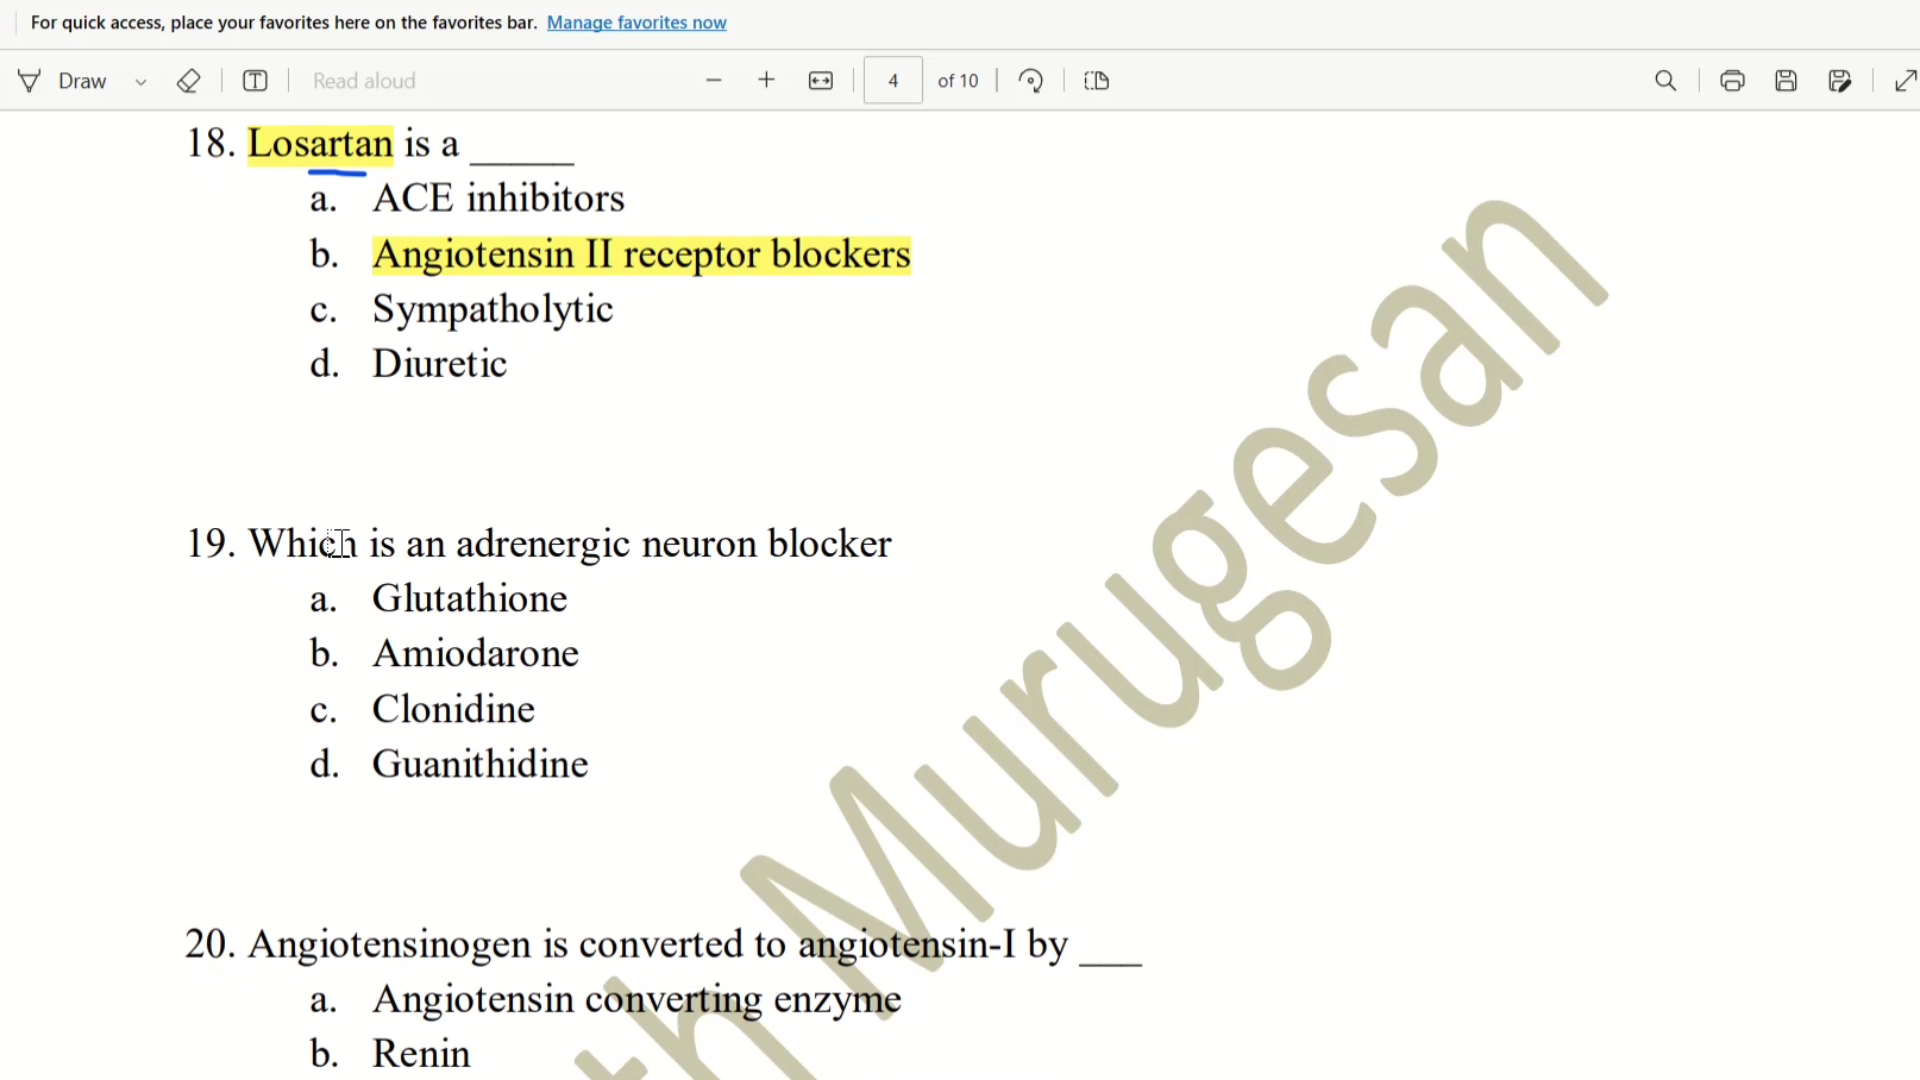 For quick access, place your favorites here on the favorites bar. Manage favorites now
Draw Read aloud 4 of 10
18. Losartan is a _____
a. ACE inhibitors
b. Angiotensin II receptor blockers
c. Sympatholytic
d. Diuretic
19. Which is an adrenergic neuron blocker
a. Glutathione
b. Amiodarone
c. Clonidine
d. Guanithidine
20. Angiotensinogen is converted to angiotensin-I by ___
a. Angiotensin converting enzyme
b. Renin
th Murugesan